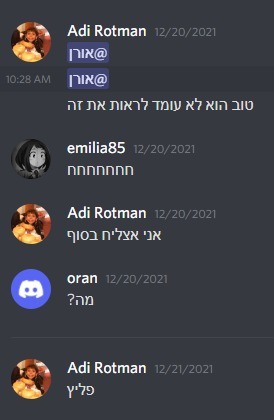 Adi Rotman 12/20/2021
@אורן
10:28 AM @אורן
טוב הוא לא עומד לראות את זה
emilia85 12/20/2021
חחחחחחח
Adi Rotman 12/20/2021
אני אצליח בסוף
oran 12/20/2021
מה?
Adi Rotman 12/21/2021
פליץ